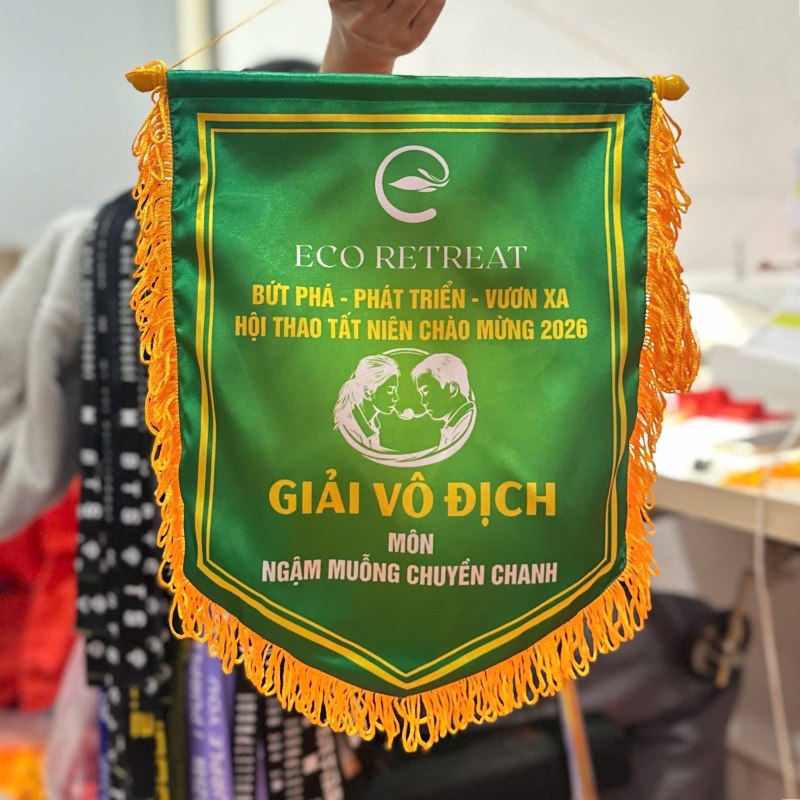 ECO RETREAT
BỨT PHÁ - PHÁT TRIỂN - VƯƠN XA
HỘI THAO TẤT NIÊN CHÀO MỪNG 2026
GIẢI VÔ ĐỊCH
MÔN
NGẬM MUỖNG CHUYỀN CHANH